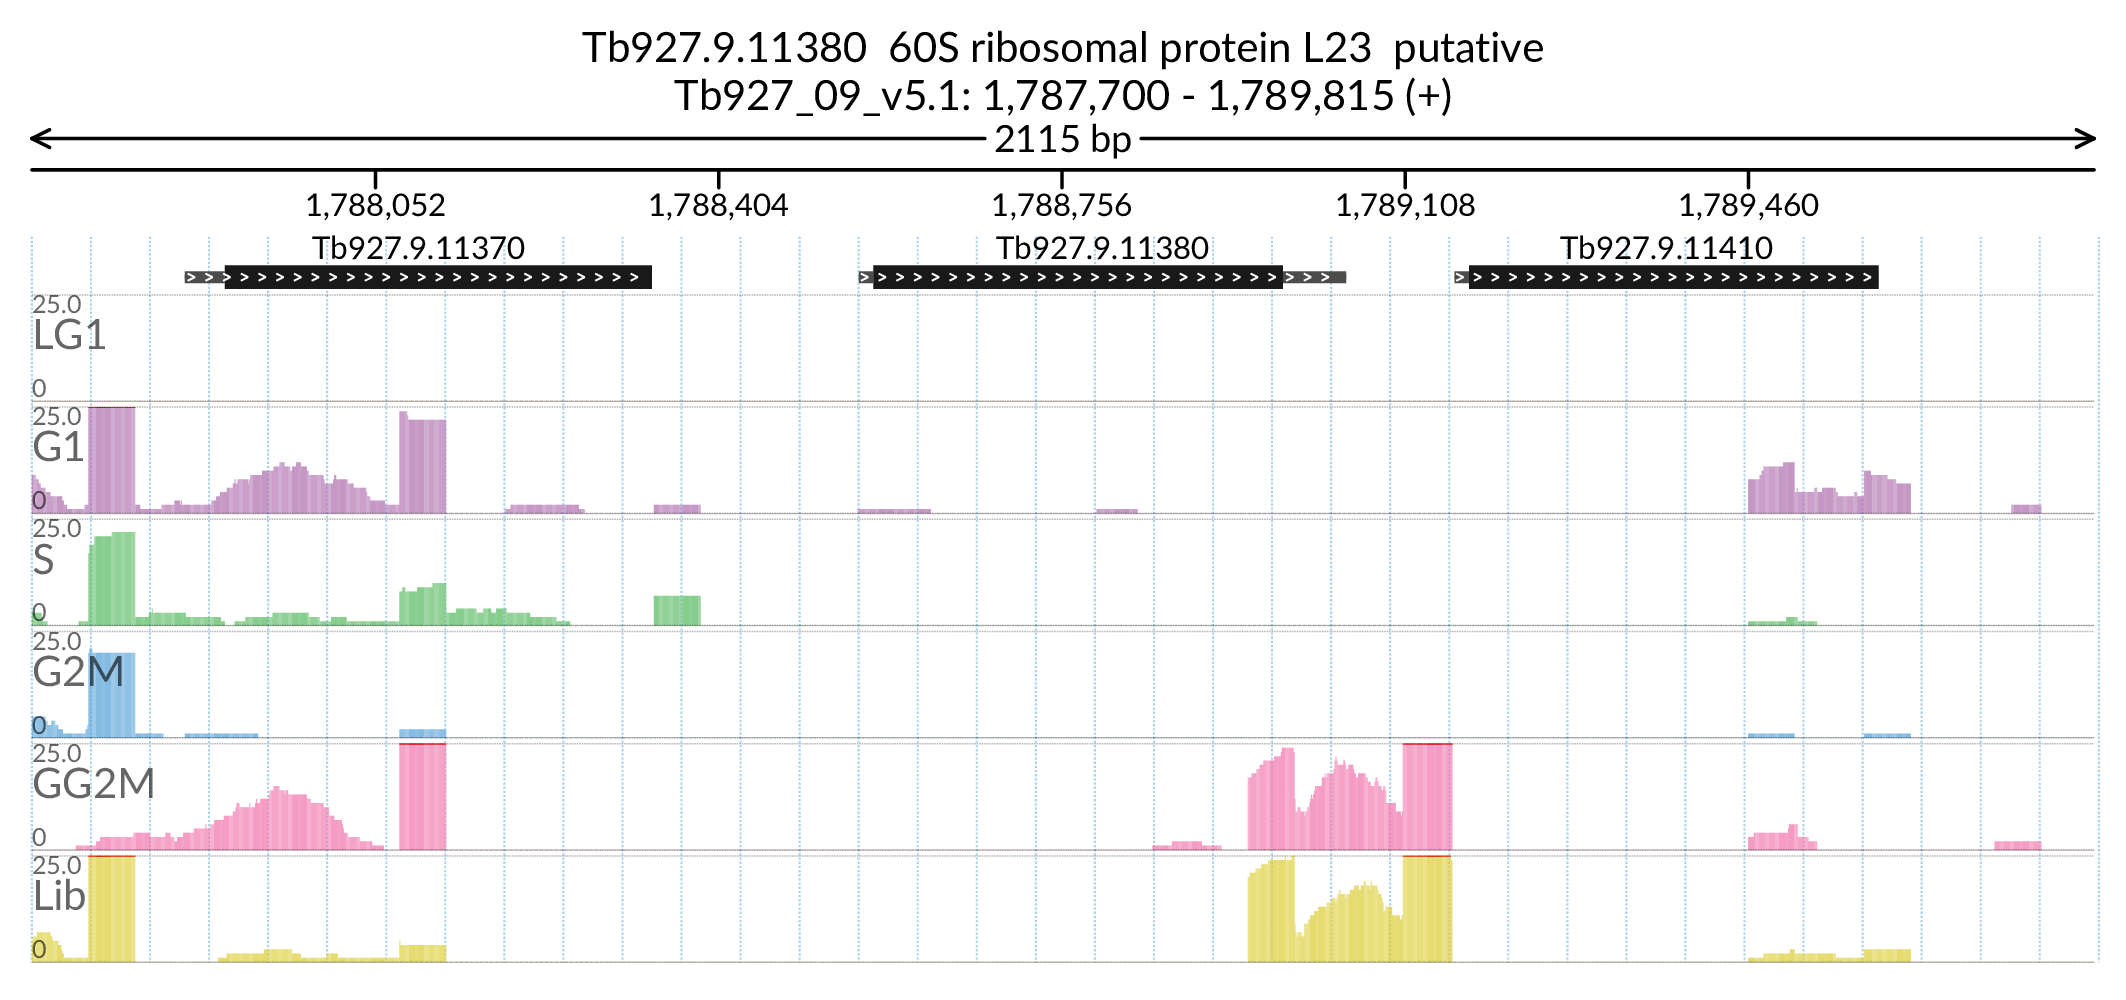 Tb927.9.11380 60S ribosomal protein L23 putative
Tb927_09_v5.1: 1,787,700 - 1,789,815 (+)
2115 bp
1,788,052 1,788,404 1,788,756 1,789,108 1,789,460
Tb927.9.11370 Tb927.9.11380 Tb927.9.11410
25.0
LG1
0
25.0
G1
0
25.0
S
0
25.0
G2M
0
25.0
GG2M
0
25.0
Lib
0